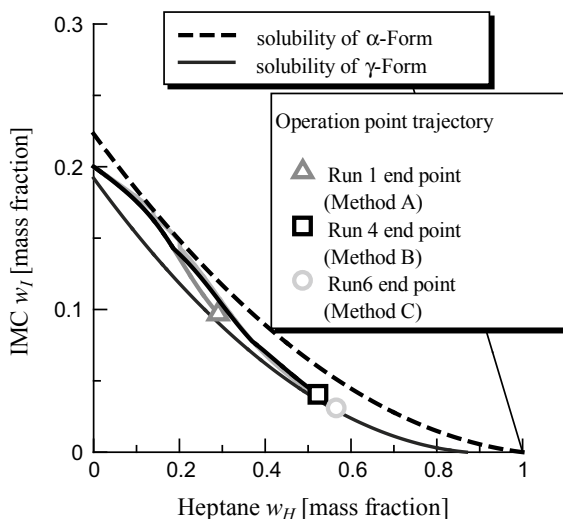 0.3
solubility of α-Form
solubility of γ-Form
Operation point trajectory
Run 1 end point
(Method A)
Run 4 end point
(Method B)
Run6 end point
(Method C)
0.2
0.1
0
IMC w_I [mass fraction]
0 0.2 0.4 0.6 0.8 1
Heptane w_H [mass fraction]